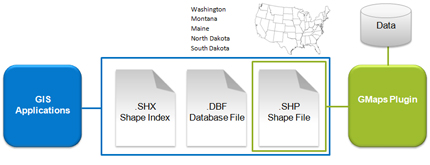 Washington
Montana
Maine
North Dakota
South Dakota
Data
GIS
Applications
.SHX
Shape Index
.DBF
Database File
.SHP
Shape File
GMaps Plugin